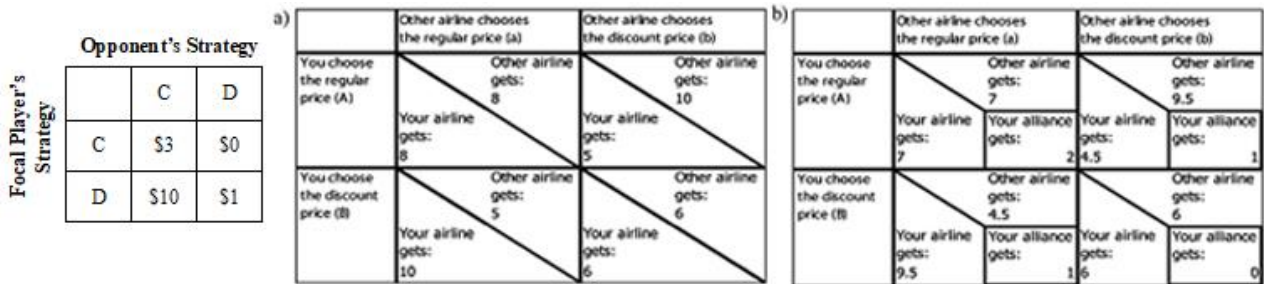 Opponent's Strategy
Focal Player's
Strategy
C D
C $3 $0
D $10 $1
a)
Other airline chooses
the regular price (a)
Other airline chooses
the discount price (b)
You choose
the regular
price (A)
Other airline
gets:
8
Your airline
gets:
8
Other airline
gets:
10
Your airline
gets:
5
You choose
the discount
price (B)
Other airline
gets:
5
Your airline
gets:
10
Other airline
gets:
6
Your airline
gets:
6
b)
Other airline chooses
the regular price (a)
Other airline chooses
the discount price (b)
You choose
the regular
price (A)
Other airline
gets:
7
Your airline
gets:
7
Your alliance
gets:
2
Other airline
gets:
9.5
Your airline
gets:
4.5
Your alliance
gets:
1
You choose
the discount
price (B)
Other airline
gets:
4.5
Your airline
gets:
9.5
Your alliance
gets:
1
Other airline
gets:
6
Your airline
gets:
6
Your alliance
gets:
0